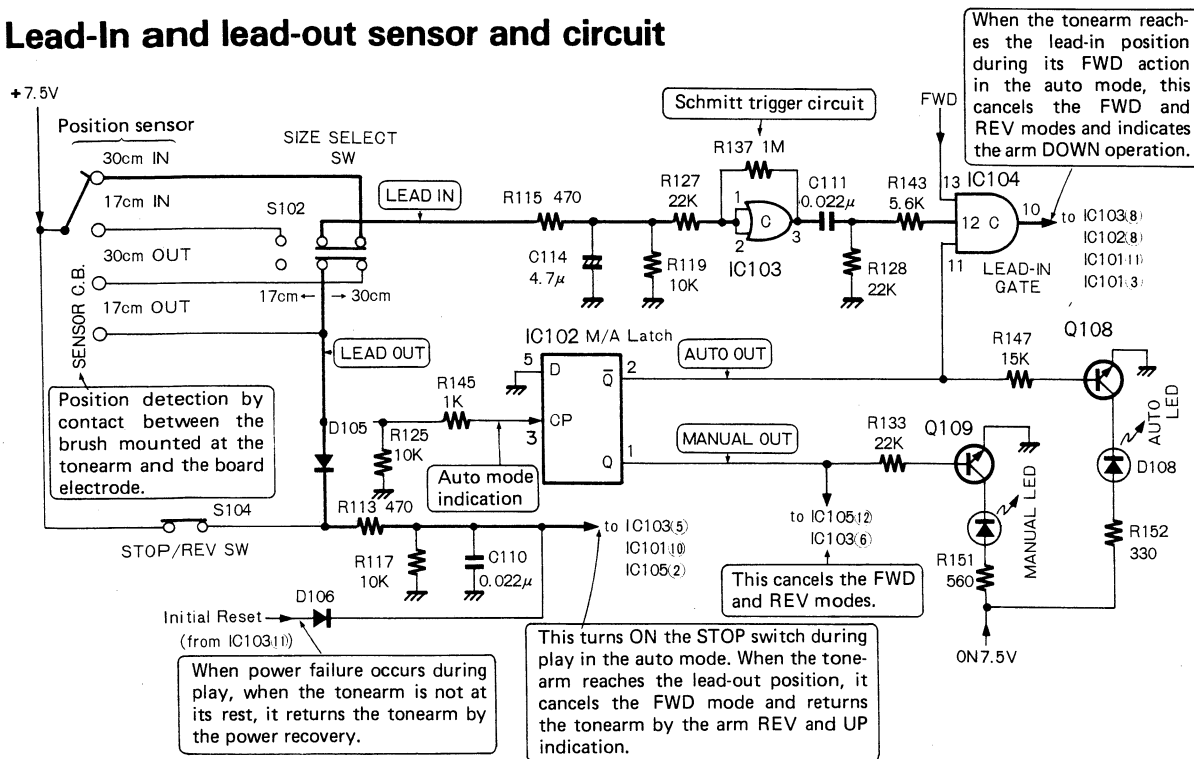 Lead-In and lead-out sensor and circuit
When the tonearm reach-
es the lead-in position
during its FWD action
in the auto mode, this
cancels the FWD and
REV modes and indicates
the arm DOWN operation.
+7.5V
Position sensor
30cm IN
17cm IN
30cm OUT
17cm OUT
SENSOR C.B.
SIZE SELECT
SW
S102
17cm ← → 30cm
LEAD IN
R115 470
C114
4.7μ
R119
10K
R127
22K
Schmitt trigger circuit
R137 1M
1
2
C
3
IC103
C111
0.022μ
R128
22K
R143
5.6K
FWD
13
IC104
12 C
10
11
LEAD-IN
GATE
to IC103(8)
IC102(8)
IC101(11)
IC101(3)
LEAD OUT
Position detection by
contact between the
brush mounted at the
tonearm and the board
electrode.
IC102 M/A Latch
5
D
Q̅
2
CP
3
Q
1
AUTO OUT
MANUAL OUT
R145
1K
D105
R125
10K
Auto mode
indication
R147
15K
Q108
AUTO LED
D108
R152
330
R133
22K
Q109
MANUAL LED
R151
560
0N7.5V
to IC105(12)
IC103(6)
This cancels the FWD
and REV modes.
S104
STOP/REV SW
R113 470
R117
10K
C110
0.022μ
to IC103(5)
IC101(10)
IC105(2)
D106
Initial Reset
(from IC103(11))
When power failure occurs during
play, when the tonearm is not at
its rest, it returns the tonearm by
the power recovery.
This turns ON the STOP switch during
play in the auto mode. When the tone-
arm reaches the lead-out position, it
cancels the FWD mode and returns
the tonearm by the arm REV and UP
indication.